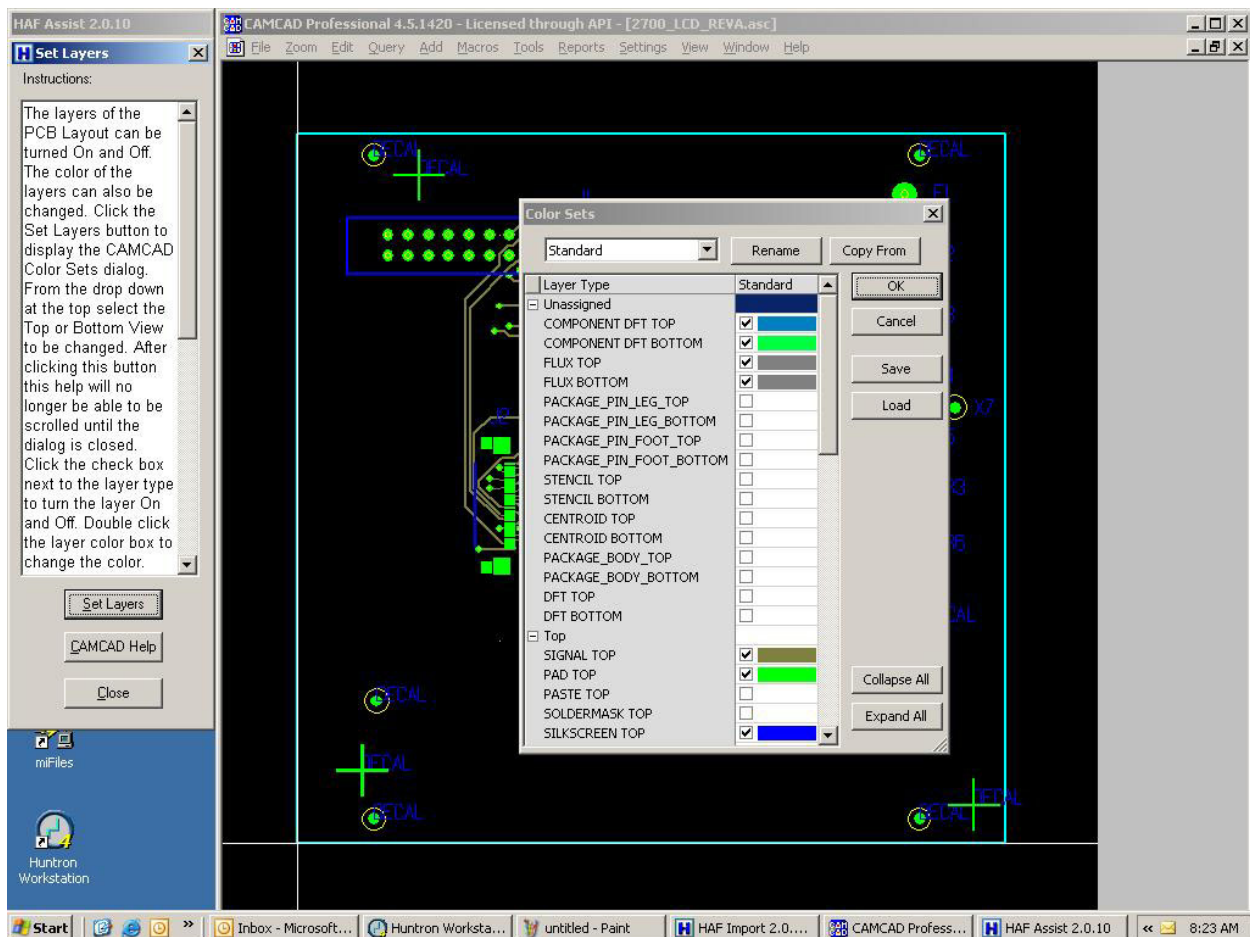 HAF Assist 2.0.10
CAMCAD Professional 4.5.1420 - Licensed through API - [2700_LCD_REVA.asc]
Set Layers
File Zoom Edit Query Add Macros Tools Reports Settings View Window Help
Instructions:
The layers of the
PCB Layout can be
turned On and Off.
The color of the
layers can also be
changed. Click the
Set Layers button to
display the CAMCAD
Color Sets dialog.
From the drop down
at the top select the
Top or Bottom View
to be changed. After
clicking this button
this help will no
longer be able to be
scrolled until the
dialog is closed.
Click the check box
next to the layer type
to turn the layer On
and Off. Double click
the layer color box to
change the color.
Set Layers
CAMCAD Help
Close
miFiles
Huntron
Workstation
DECAL
DECAL
DECAL
J2
X7
DECAL
DECAL
DECAL
DECAL
DECAL
Color Sets
Standard
Rename
Copy From
Layer Type Standard
Unassigned
COMPONENT DFT TOP
COMPONENT DFT BOTTOM
FLUX TOP
FLUX BOTTOM
PACKAGE_PIN_LEG_TOP
PACKAGE_PIN_LEG_BOTTOM
PACKAGE_PIN_FOOT_TOP
PACKAGE_PIN_FOOT_BOTTOM
STENCIL TOP
STENCIL BOTTOM
CENTROID TOP
CENTROID BOTTOM
PACKAGE_BODY_TOP
PACKAGE_BODY_BOTTOM
DFT TOP
DFT BOTTOM
Top
SIGNAL TOP
PAD TOP
PASTE TOP
SOLDERMASK TOP
SILKSCREEN TOP
OK
Cancel
Save
Load
Collapse All
Expand All
Start
Inbox - Microsoft...
Huntron Worksta...
untitled - Paint
HAF Import 2.0....
CAMCAD Profess...
HAF Assist 2.0.10
8:23 AM